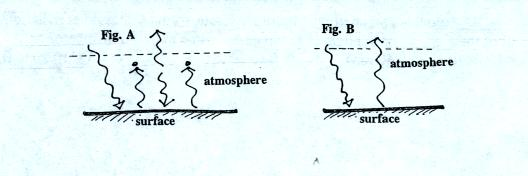 Fig. A
atmosphere
surface
Fig. B
atmosphere
surface